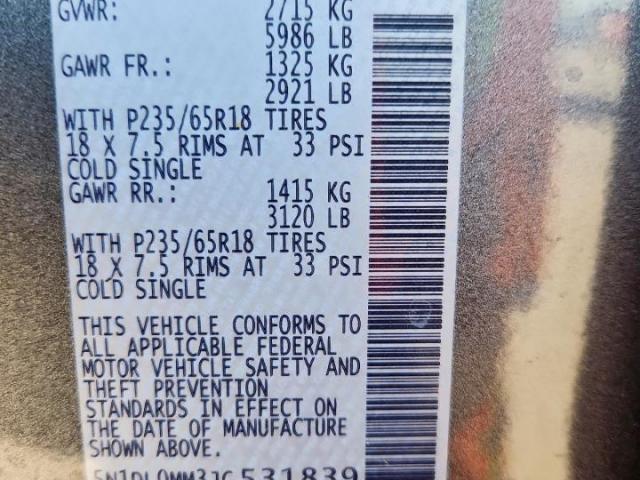 GVWR: 2715 KG
5986 LB
GAWR FR.: 1325 KG
2921 LB
WITH P235/65R18 TIRES
18 X 7.5 RIMS AT 33 PSI
COLD SINGLE
GAWR RR.: 1415 KG
3120 LB
WITH P235/65R18 TIRES
18 X 7.5 RIMS AT 33 PSI
COLD SINGLE
THIS VEHICLE CONFORMS TO
ALL APPLICABLE FEDERAL
MOTOR VEHICLE SAFETY AND
THEFT PREVENTION
STANDARDS IN EFFECT ON
THE DATE OF MANUFACTURE
SHOWN ABOVE.
5N1DL0MM3JC531839